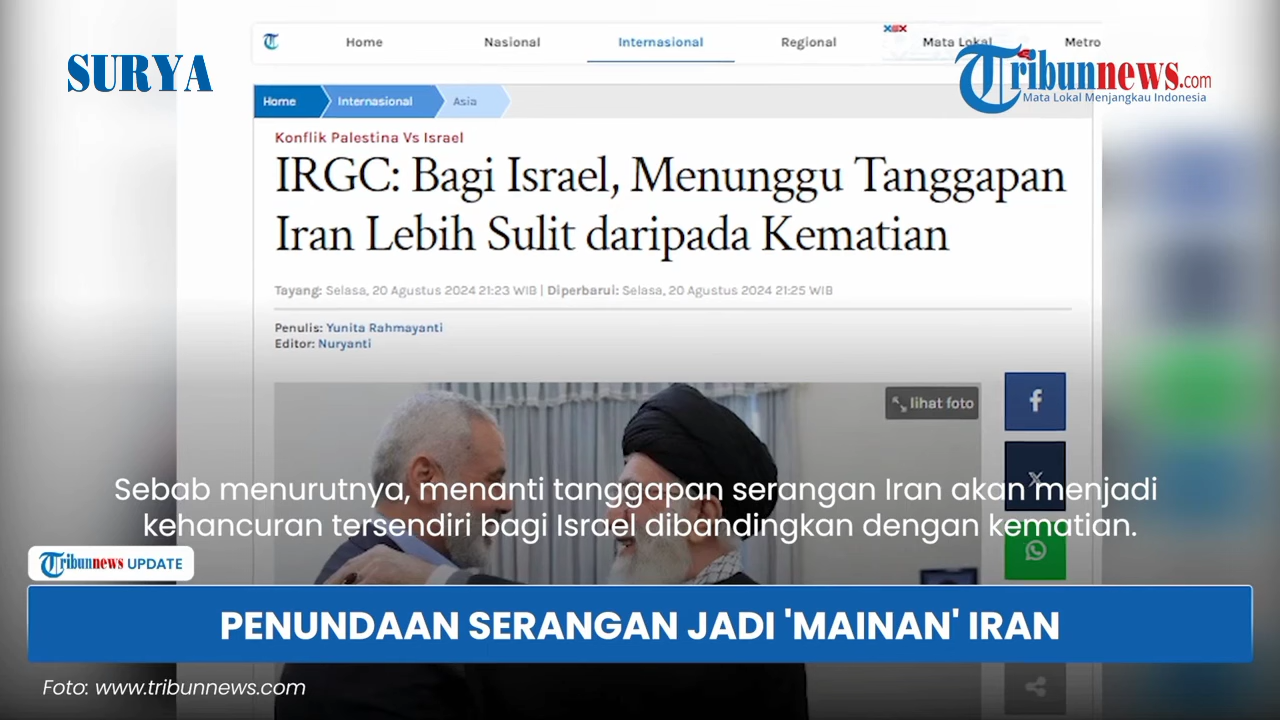 SURYA
Home Nasional Internasional Regional Mata Lokal Metro
Tribunnews.com
Mata Lokal Menjangkau Indonesia
Home Internasional Asia
Konflik Palestina Vs Israel
IRGC: Bagi Israel, Menunggu Tanggapan
Iran Lebih Sulit daripada Kematian
Tayang: Selasa, 20 Agustus 2024 21:23 WIB | Diperbarui: Selasa, 20 Agustus 2024 21:25 WIB
Penulis: Yunita Rahmayanti
Editor: Nuryanti
lihat foto
Sebab menurutnya, menanti tanggapan serangan Iran akan menjadi
kehancuran tersendiri bagi Israel dibandingkan dengan kematian.
Tribunnews UPDATE
PENUNDAAN SERANGAN JADI 'MAINAN' IRAN
Foto: www.tribunnews.com